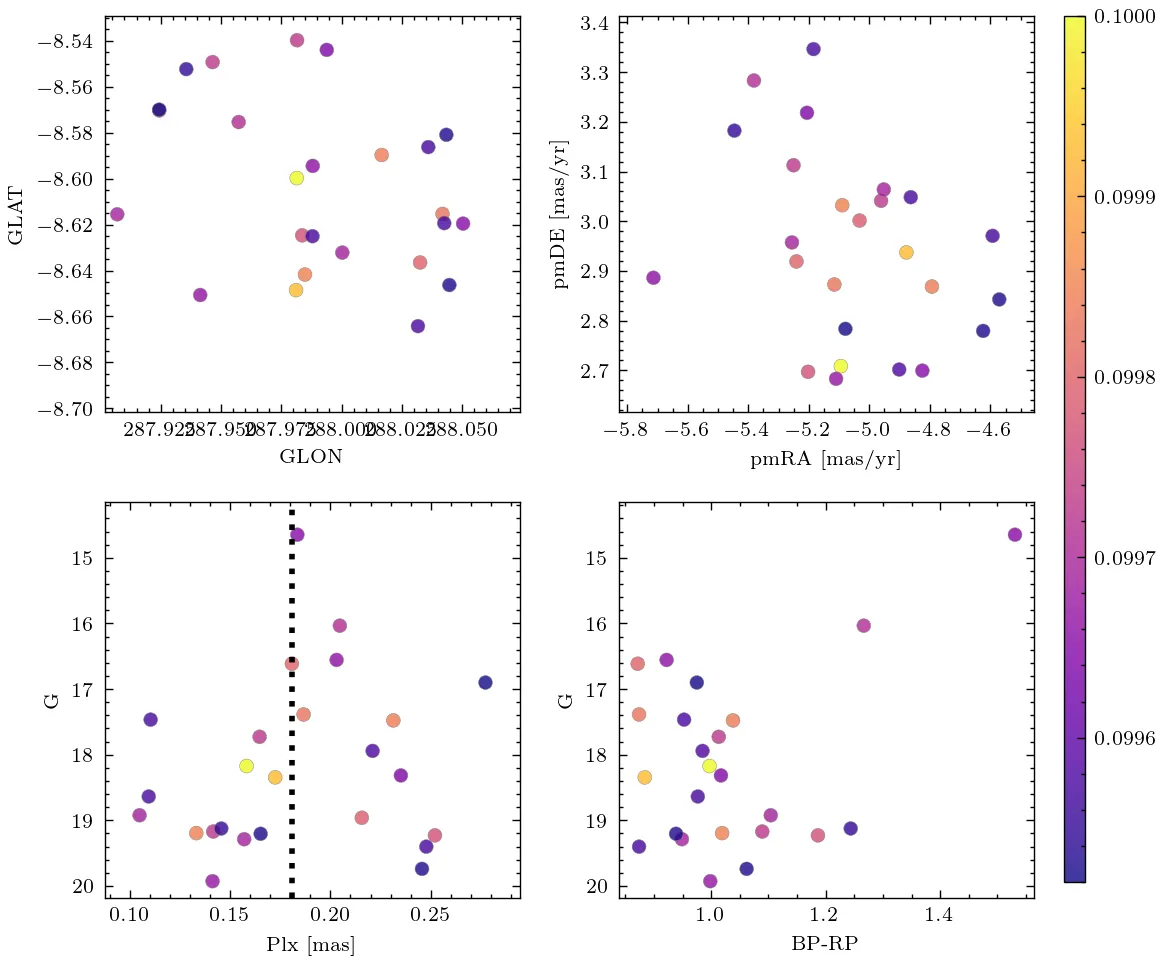 −8.54
−8.56
−8.58
−8.60
−8.62
−8.64
−8.66
−8.68
−8.70
GLAT
287.925 287.950 287.975 288.000 288.025 288.050
GLON
3.4
3.3
3.2
3.1
3.0
2.9
2.8
2.7
pmDE [mas/yr]
−5.8 −5.6 −5.4 −5.2 −5.0 −4.8 −4.6
pmRA [mas/yr]
15
16
17
18
19
20
G
0.10 0.15 0.20 0.25
Plx [mas]
15
16
17
18
19
20
G
1.0 1.2 1.4
BP-RP
0.1000
0.0999
0.0998
0.0997
0.0996